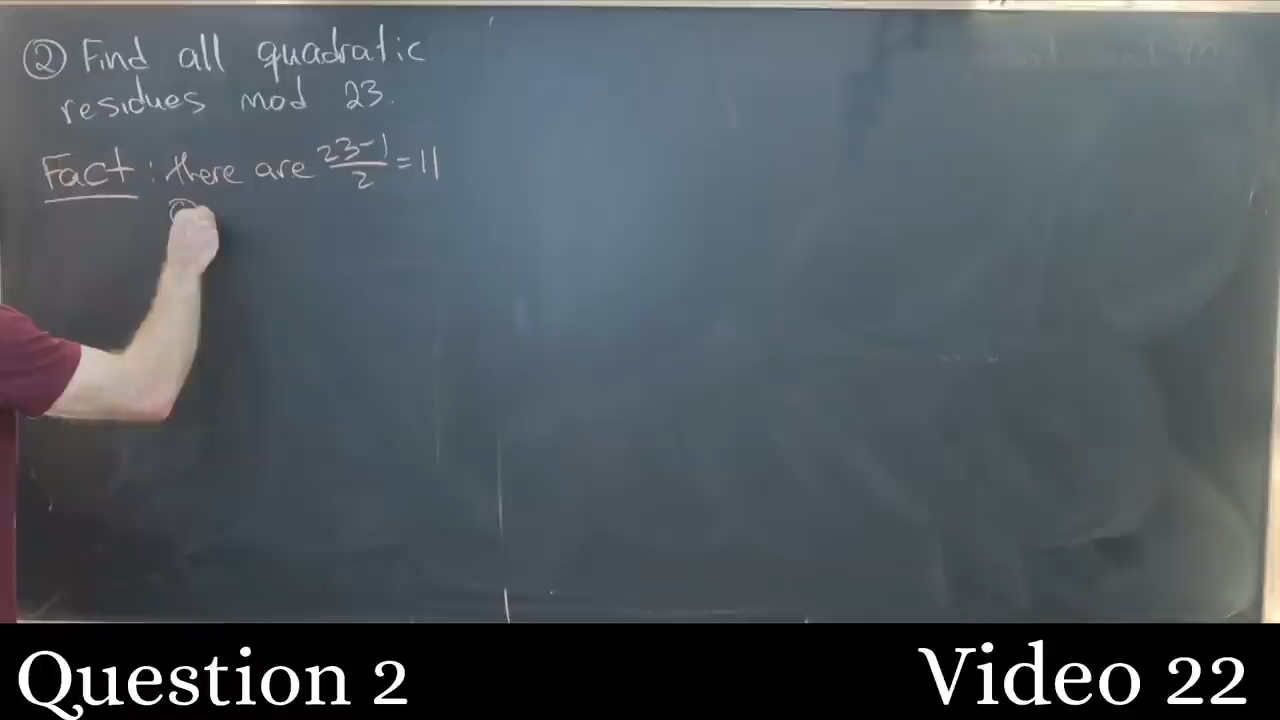 ② Find all quadratic
residues mod 23.
Fact: there are (23-1)/2 = 11
Question 2
Video 22